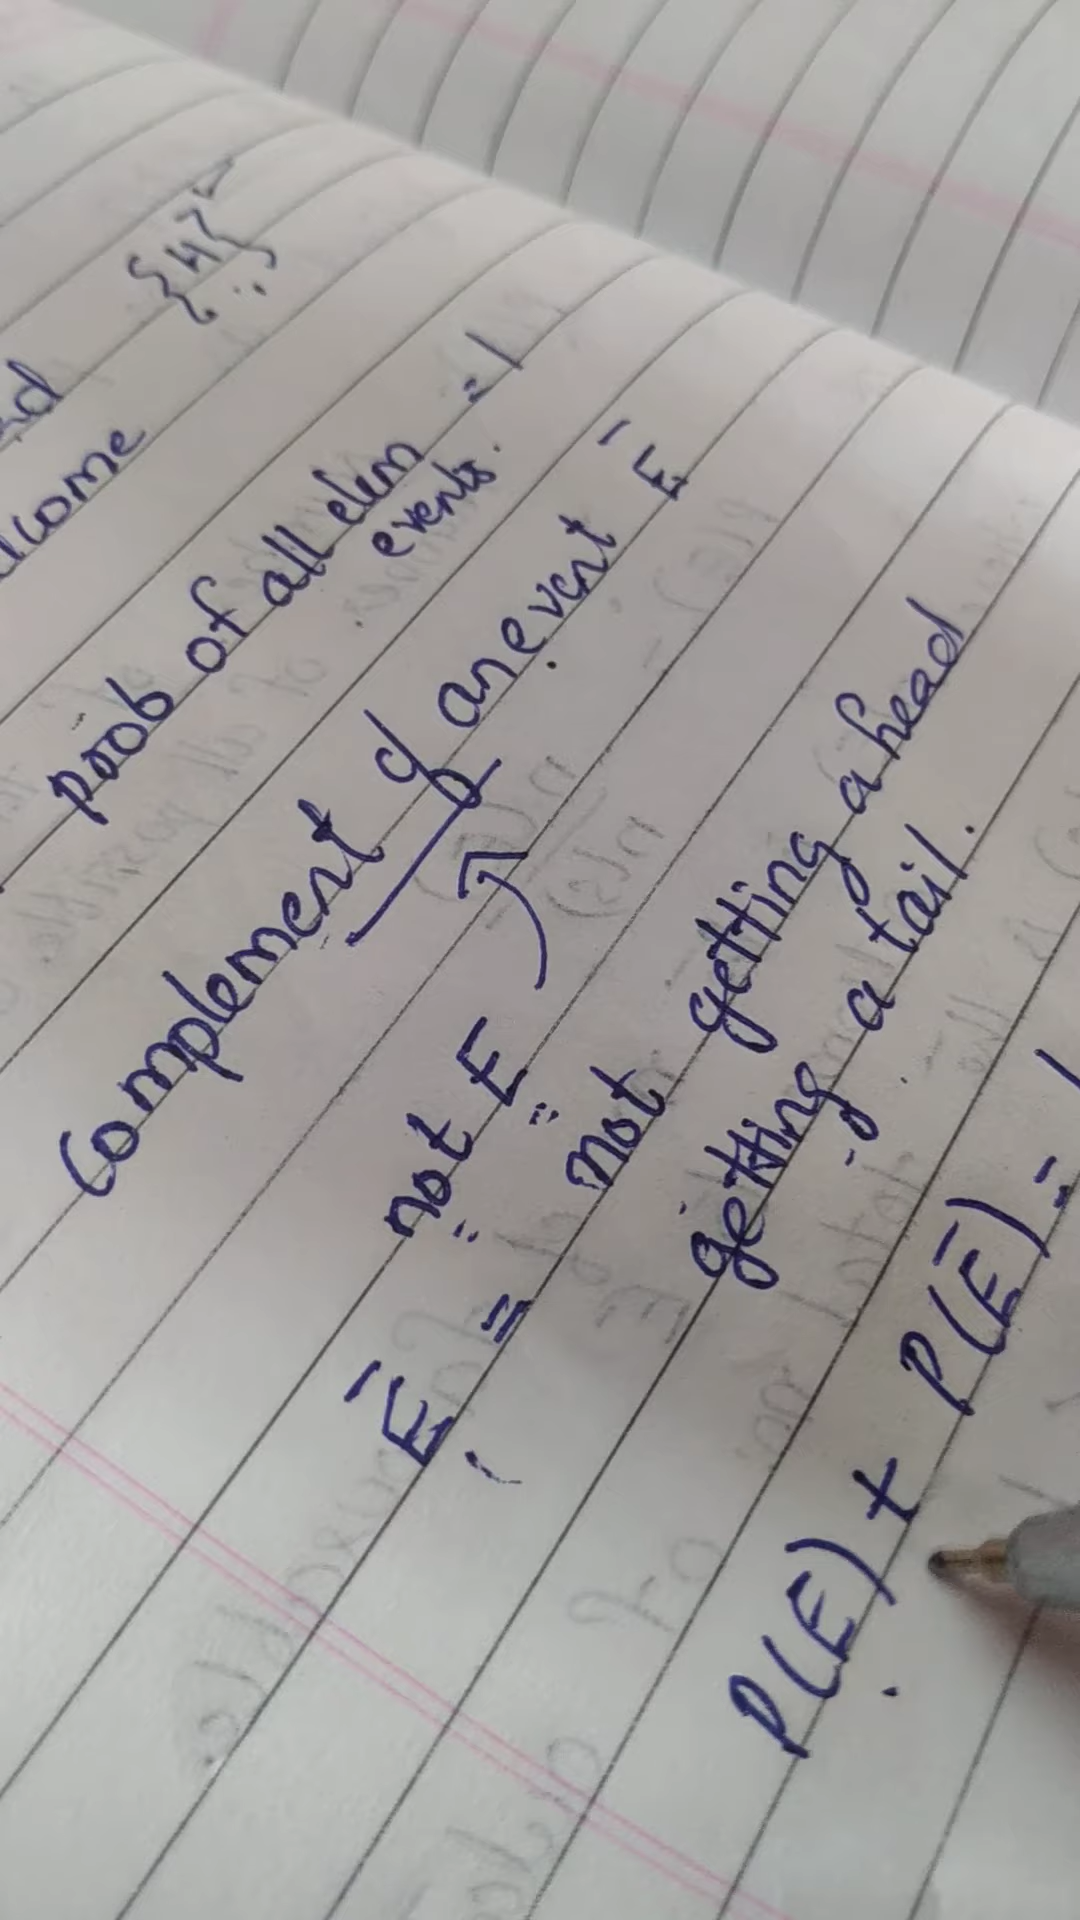 {H}
come
prob of all elem = 1
events.
Complement of an event Ē
Ē = "not E"
not getting a head
getting a tail.
P(E) + P(Ē) = 1